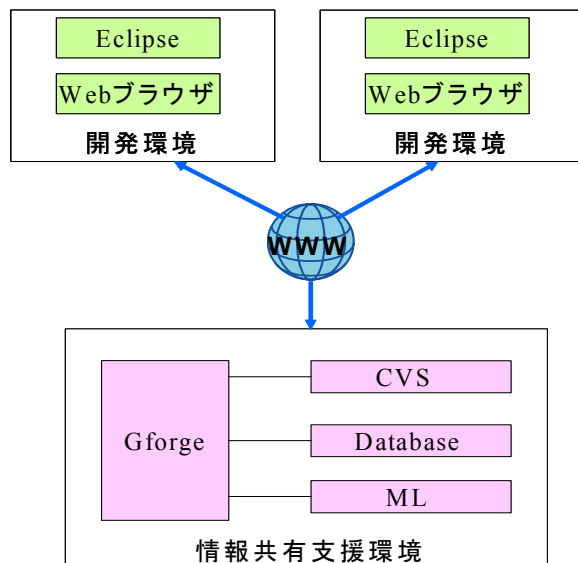 Eclipse
Webブラウザ
開発環境
Eclipse
Webブラウザ
開発環境
WWW
Gforge
CVS
Database
ML
情報共有支援環境